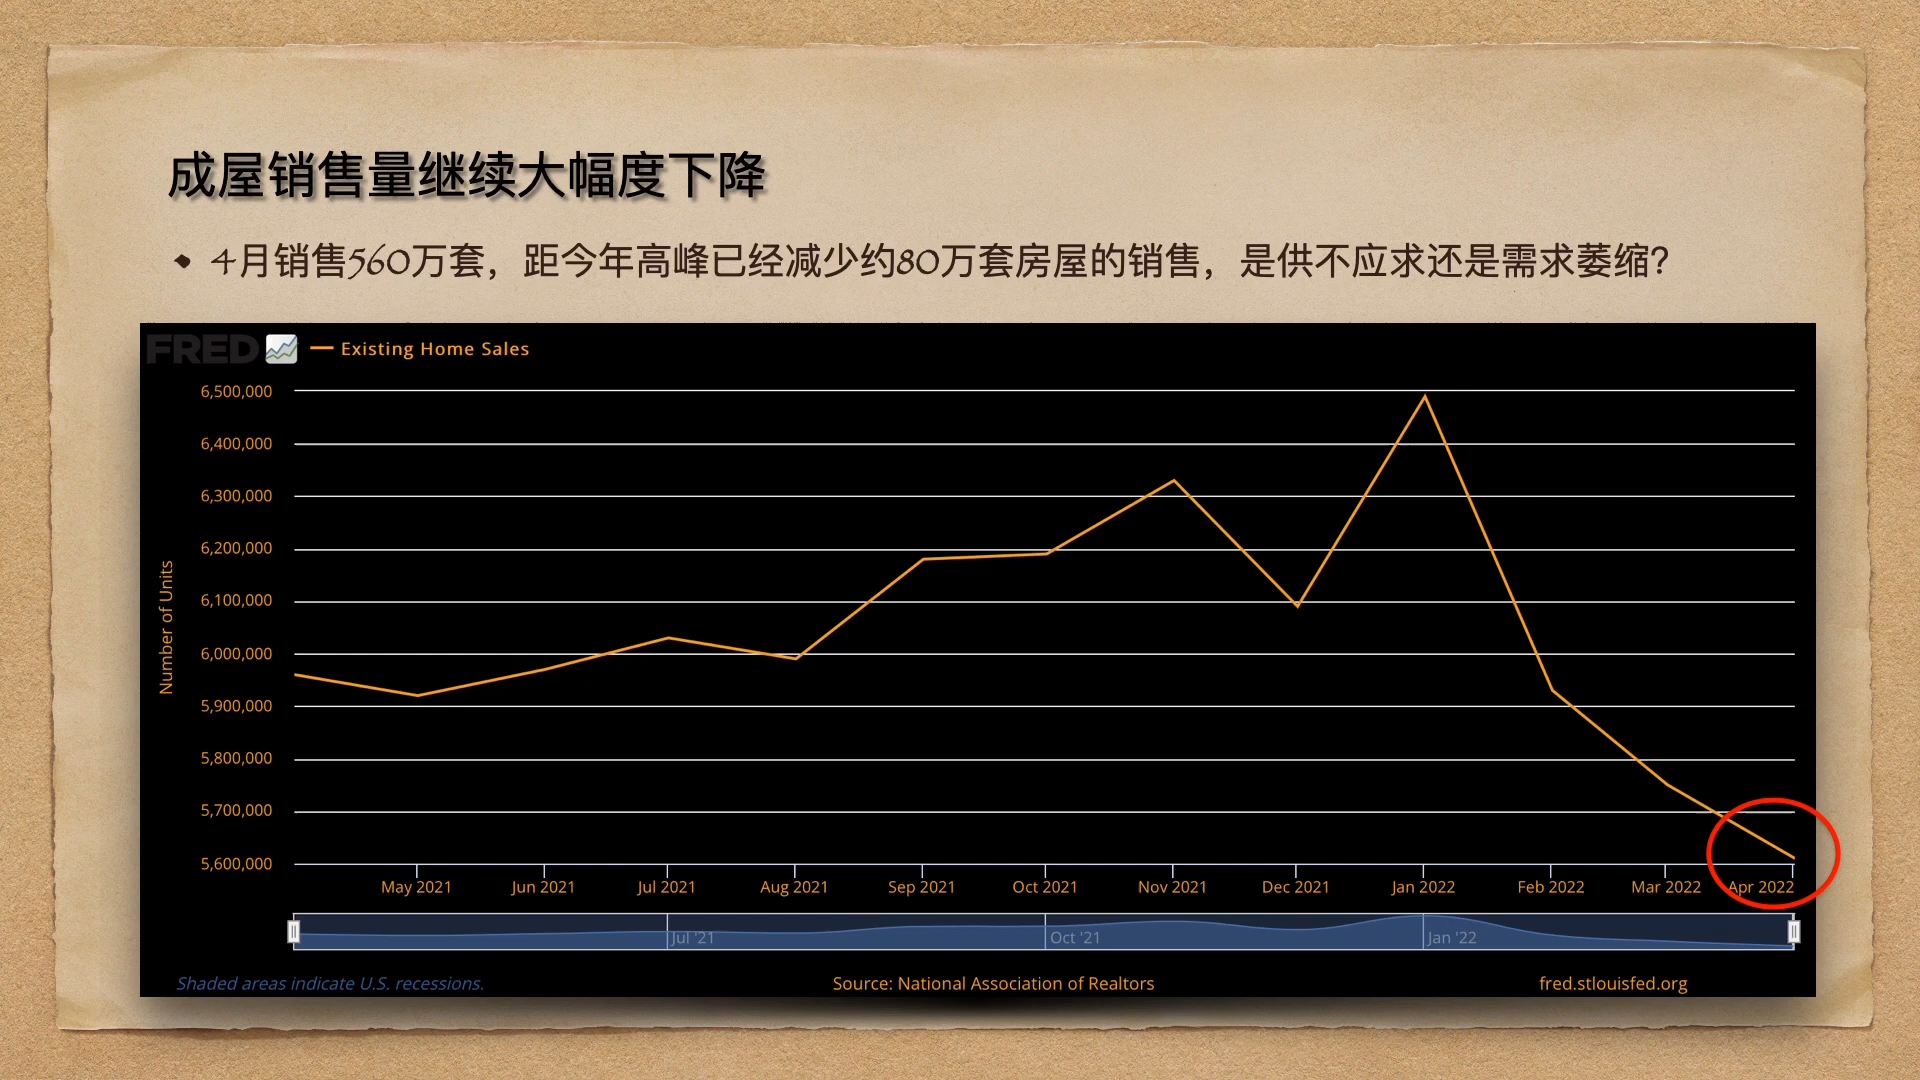 成屋销售量继续大幅度下降
4月销售560万套，距今年高峰已经减少约80万套房屋的销售，是供不应求还是需求萎缩？
FRED Existing Home Sales
Number of Units
6,500,000
6,400,000
6,300,000
6,200,000
6,100,000
6,000,000
5,900,000
5,800,000
5,700,000
5,600,000
May 2021 Jun 2021 Jul 2021 Aug 2021 Sep 2021 Oct 2021 Nov 2021 Dec 2021 Jan 2022 Feb 2022 Mar 2022 Apr 2022
Jul '21 Oct '21 Jan '22
Shaded areas indicate U.S. recessions. Source: National Association of Realtors fred.stlouisfed.org